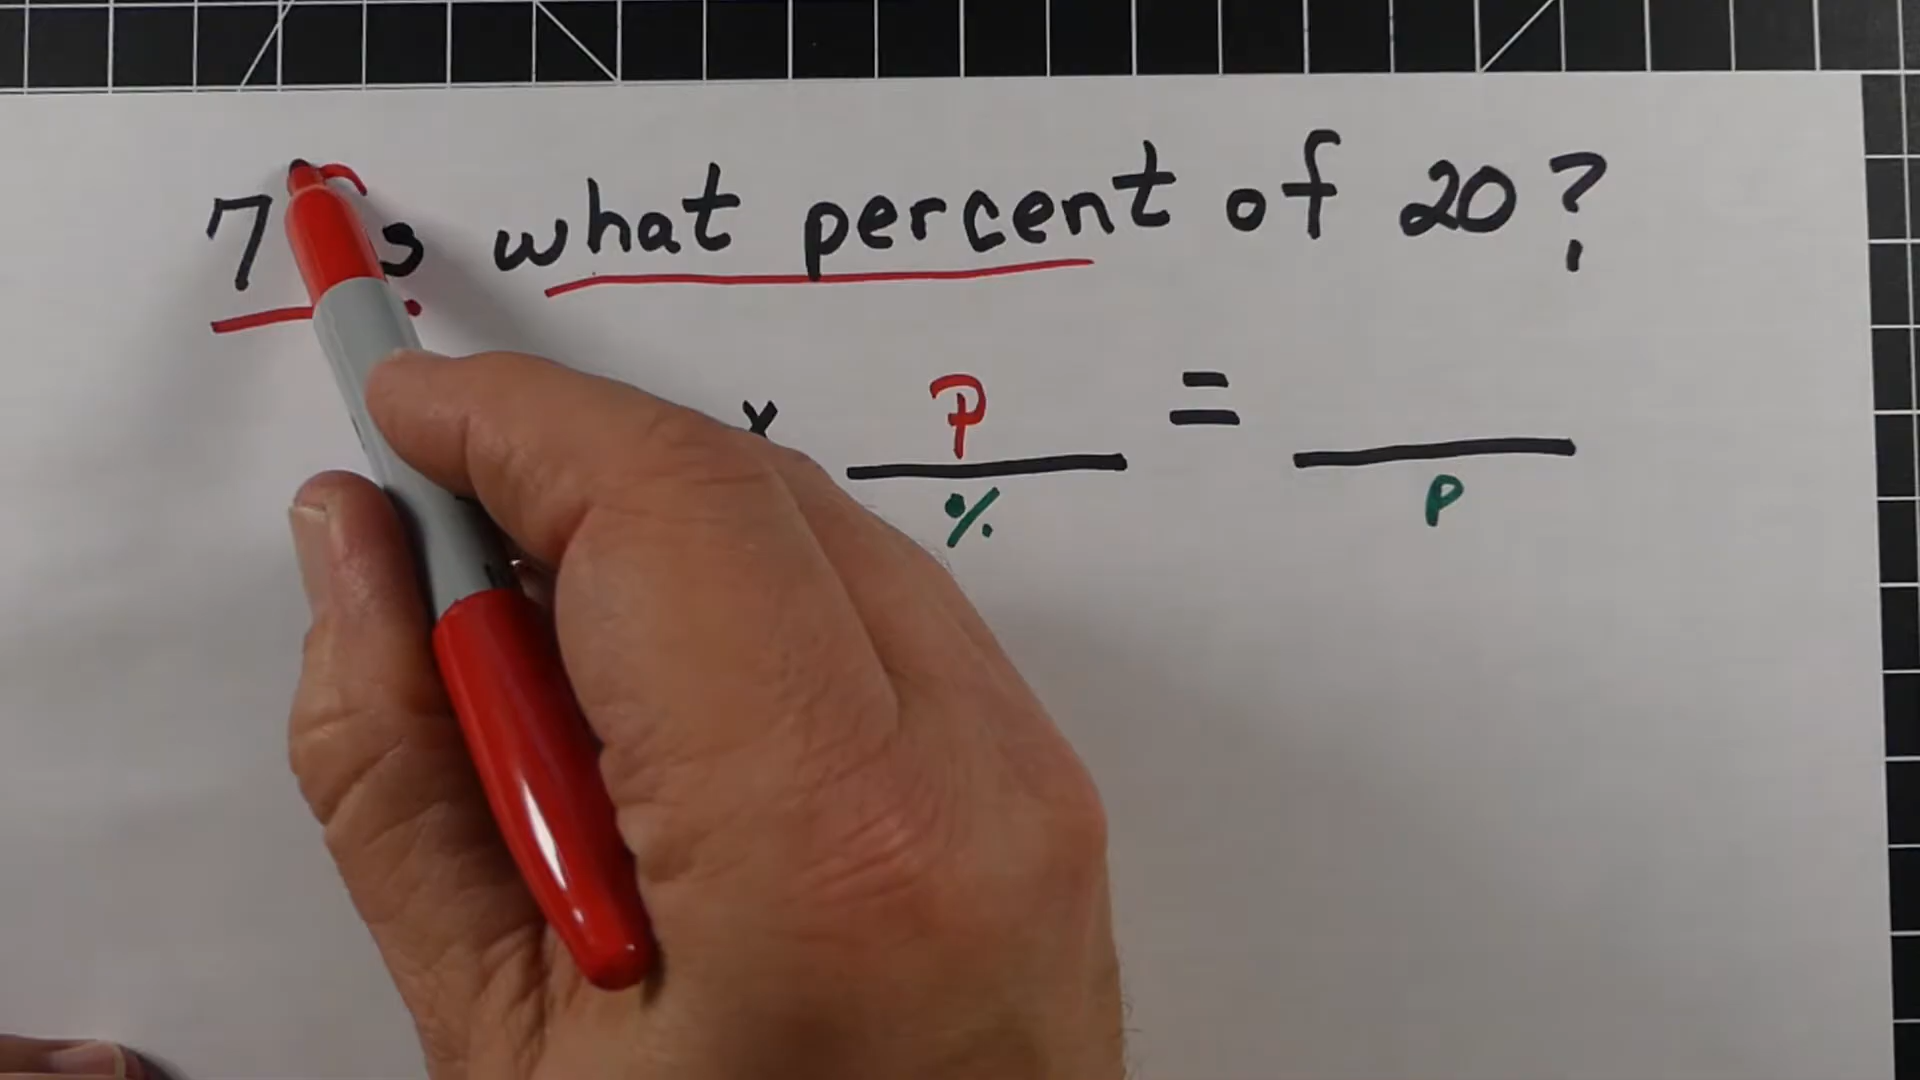 7 s what percent of 20?
x P =
% P